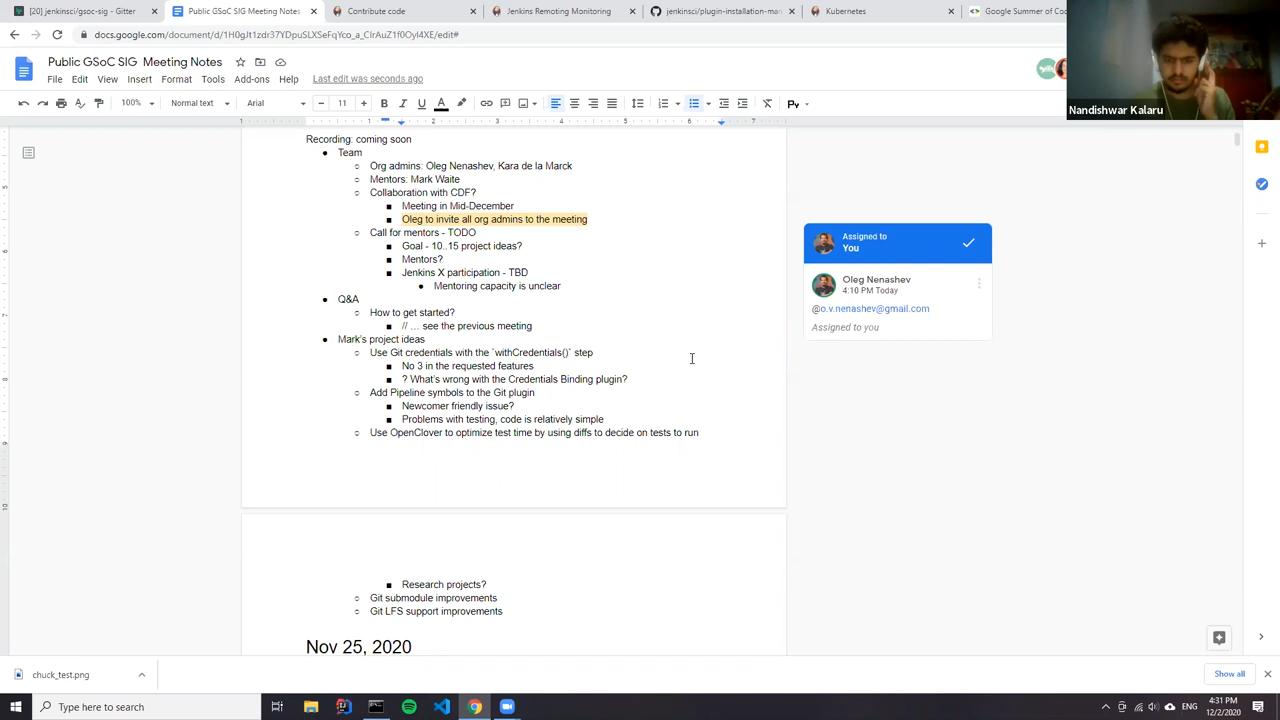 [20] jenkinsci/gsoc-sig - Gitter
Public GSoC SIG Meeting Notes
Contribute code
Jenkins Remoting Monitoring
jenkinsci/plugin-installation-man
Kubernetes
Google Summer of Cod
Public GSoC SIG Meeting Notes
File Edit View Insert Format Tools Add-ons Help Last edit was seconds ago
100% Normal text Arial 11
Nandishwar Kalaru
Recording: coming soon
● Team
○ Org admins: Oleg Nenashev, Kara de la Marck
○ Mentors: Mark Waite
○ Collaboration with CDF?
■ Meeting in Mid-December
■ Oleg to invite all org admins to the meeting
○ Call for mentors - TODO
■ Goal - 10..15 project ideas?
■ Mentors?
■ Jenkins X participation - TBD
● Mentoring capacity is unclear
● Q&A
○ How to get started?
■ // … see the previous meeting
● Mark's project ideas
○ Use Git credentials with the `withCredentials()` step
■ No 3 in the requested features
■ ? What's wrong with the Credentials Binding plugin?
○ Add Pipeline symbols to the Git plugin
■ Newcomer friendly issue?
■ Problems with testing, code is relatively simple
○ Use OpenClover to optimize test time by using diffs to decide on tests to run
■ Research projects?
○ Git submodule improvements
○ Git LFS support improvements
Nov 25, 2020
Assigned to
You
Oleg Nenashev
4:10 PM Today
@o.v.nenashev@gmail.com
Assigned to you
chuck_test.png
Show all
Type here to search
ENG
4:31 PM
12/2/2020